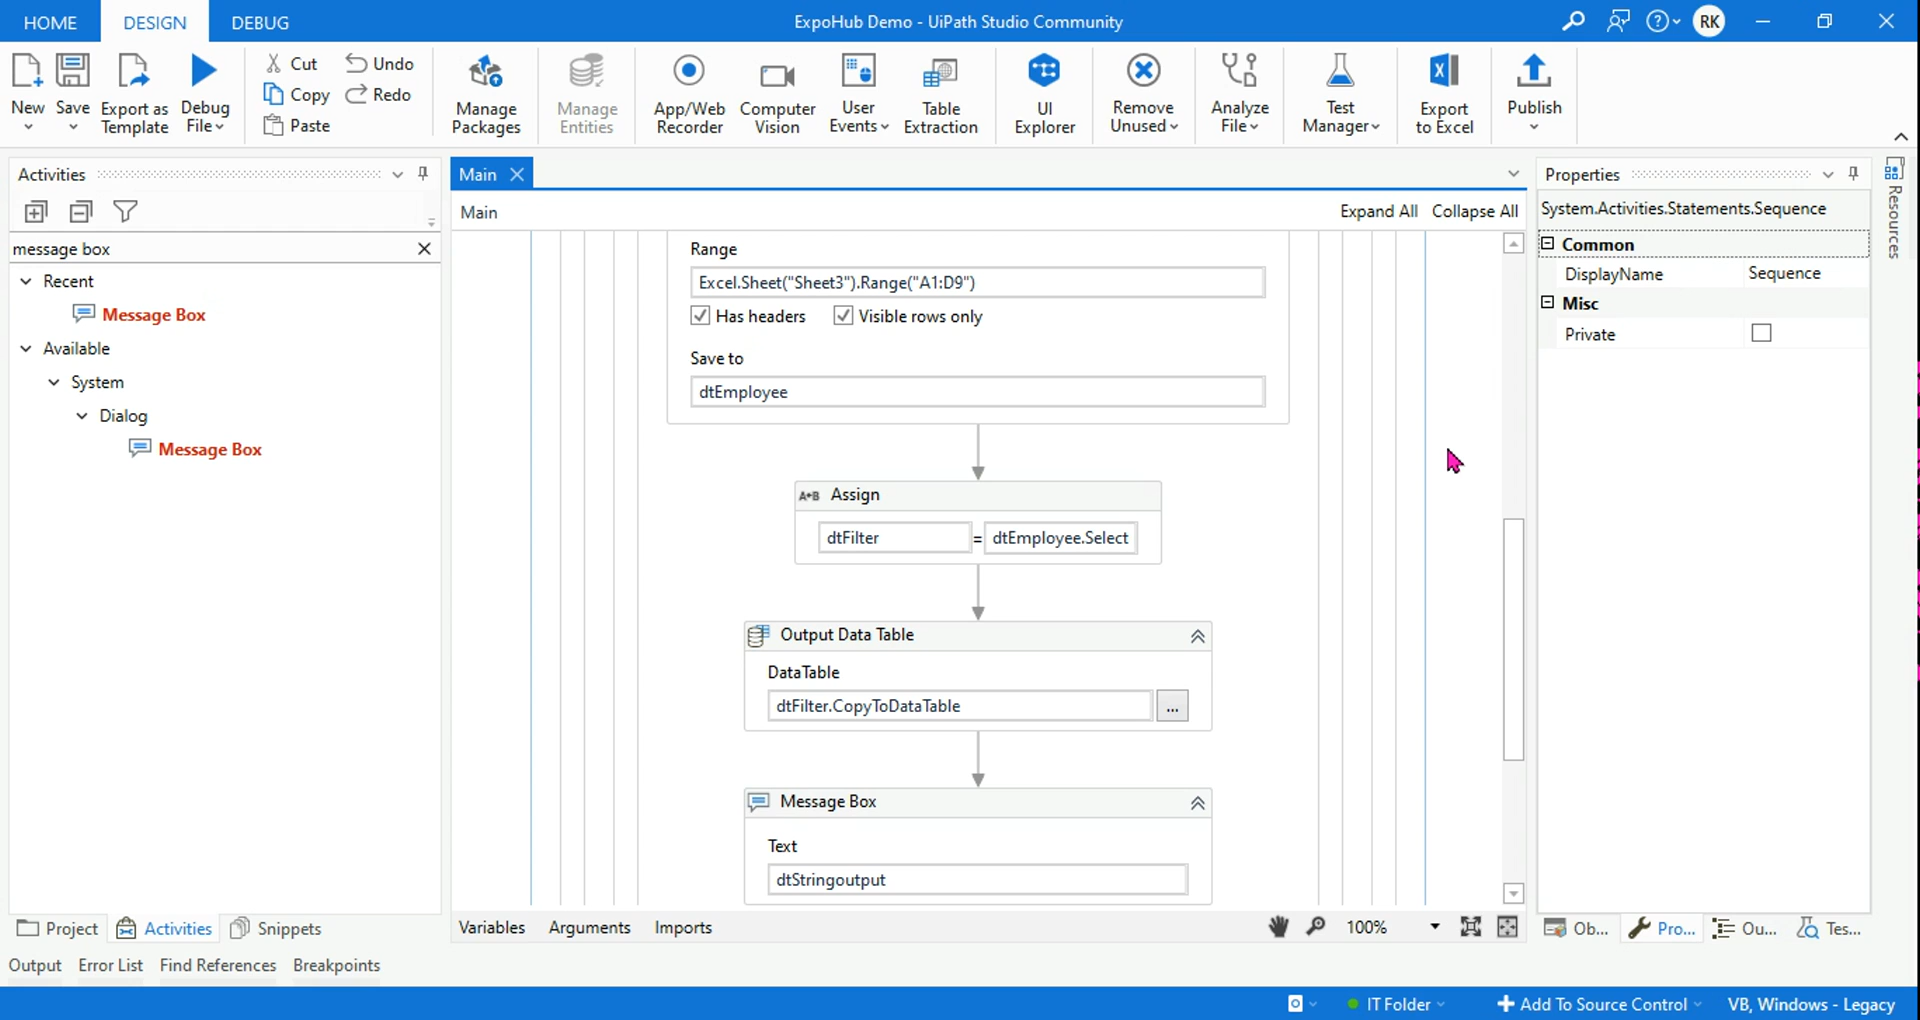 HOME DESIGN DEBUG ExpoHub Demo - UiPath Studio Community RK
New Save Export as Template Debug File Cut Copy Paste Undo Redo Manage Packages Manage Entities App/Web Recorder Computer Vision User Events Table Extraction UI Explorer Remove Unused Analyze File Test Manager Export to Excel Publish
Activities
message box
Recent
Message Box
Available
System
Dialog
Message Box
Project Activities Snippets
Main
Main Expand All Collapse All
Range
Excel.Sheet("Sheet3").Range("A1:D9")
Has headers Visible rows only
Save to
dtEmployee
A+B Assign
dtFilter = dtEmployee.Select
Output Data Table
DataTable
dtFilter.CopyToDataTable ...
Message Box
Text
dtStringoutput
Variables Arguments Imports 100%
Properties
System.Activities.Statements.Sequence
Common
DisplayName Sequence
Misc
Private
Ob... Pro... Ou... Tes...
Resources
Output Error List Find References Breakpoints
IT Folder Add To Source Control VB, Windows - Legacy